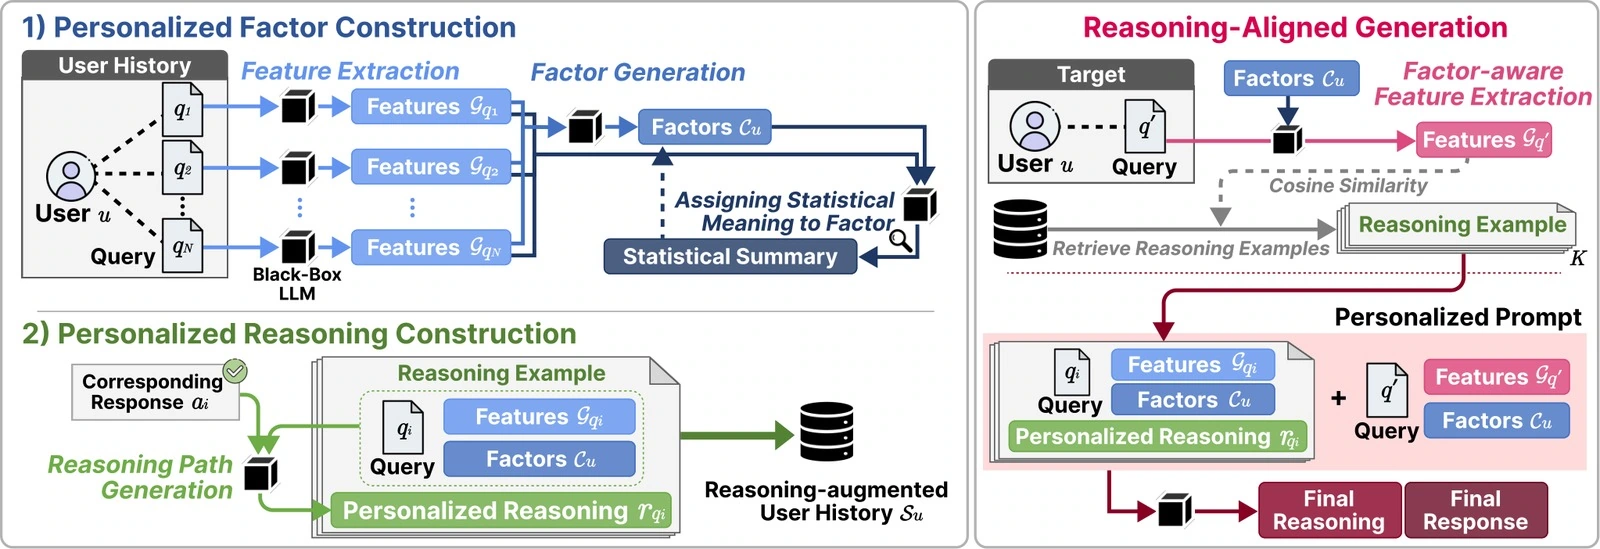 1) Personalized Factor Construction
User History
Feature Extraction
Factor Generation
q1
Features 𝒢q1
Factors 𝒞u
q2
Features 𝒢q2
User u
Assigning Statistical
Meaning to Factor
qN
Features 𝒢qN
Query
Black-Box
LLM
Statistical Summary
2) Personalized Reasoning Construction
Corresponding
Response ai
Reasoning Example
qi
Query
Features 𝒢qi
Factors 𝒞u
Reasoning Path
Generation
Personalized Reasoning rqi
Reasoning-augmented
User History 𝒮u
Reasoning-Aligned Generation
Target
Factors 𝒞u
Factor-aware
Feature Extraction
q′
User u
Query
Features 𝒢q′
Cosine Similarity
Reasoning Example
Retrieve Reasoning Examples
K
Personalized Prompt
qi
Query
Features 𝒢qi
Factors 𝒞u
Personalized Reasoning rqi
+
q′
Query
Features 𝒢q′
Factors 𝒞u
Final
Reasoning
Final
Response